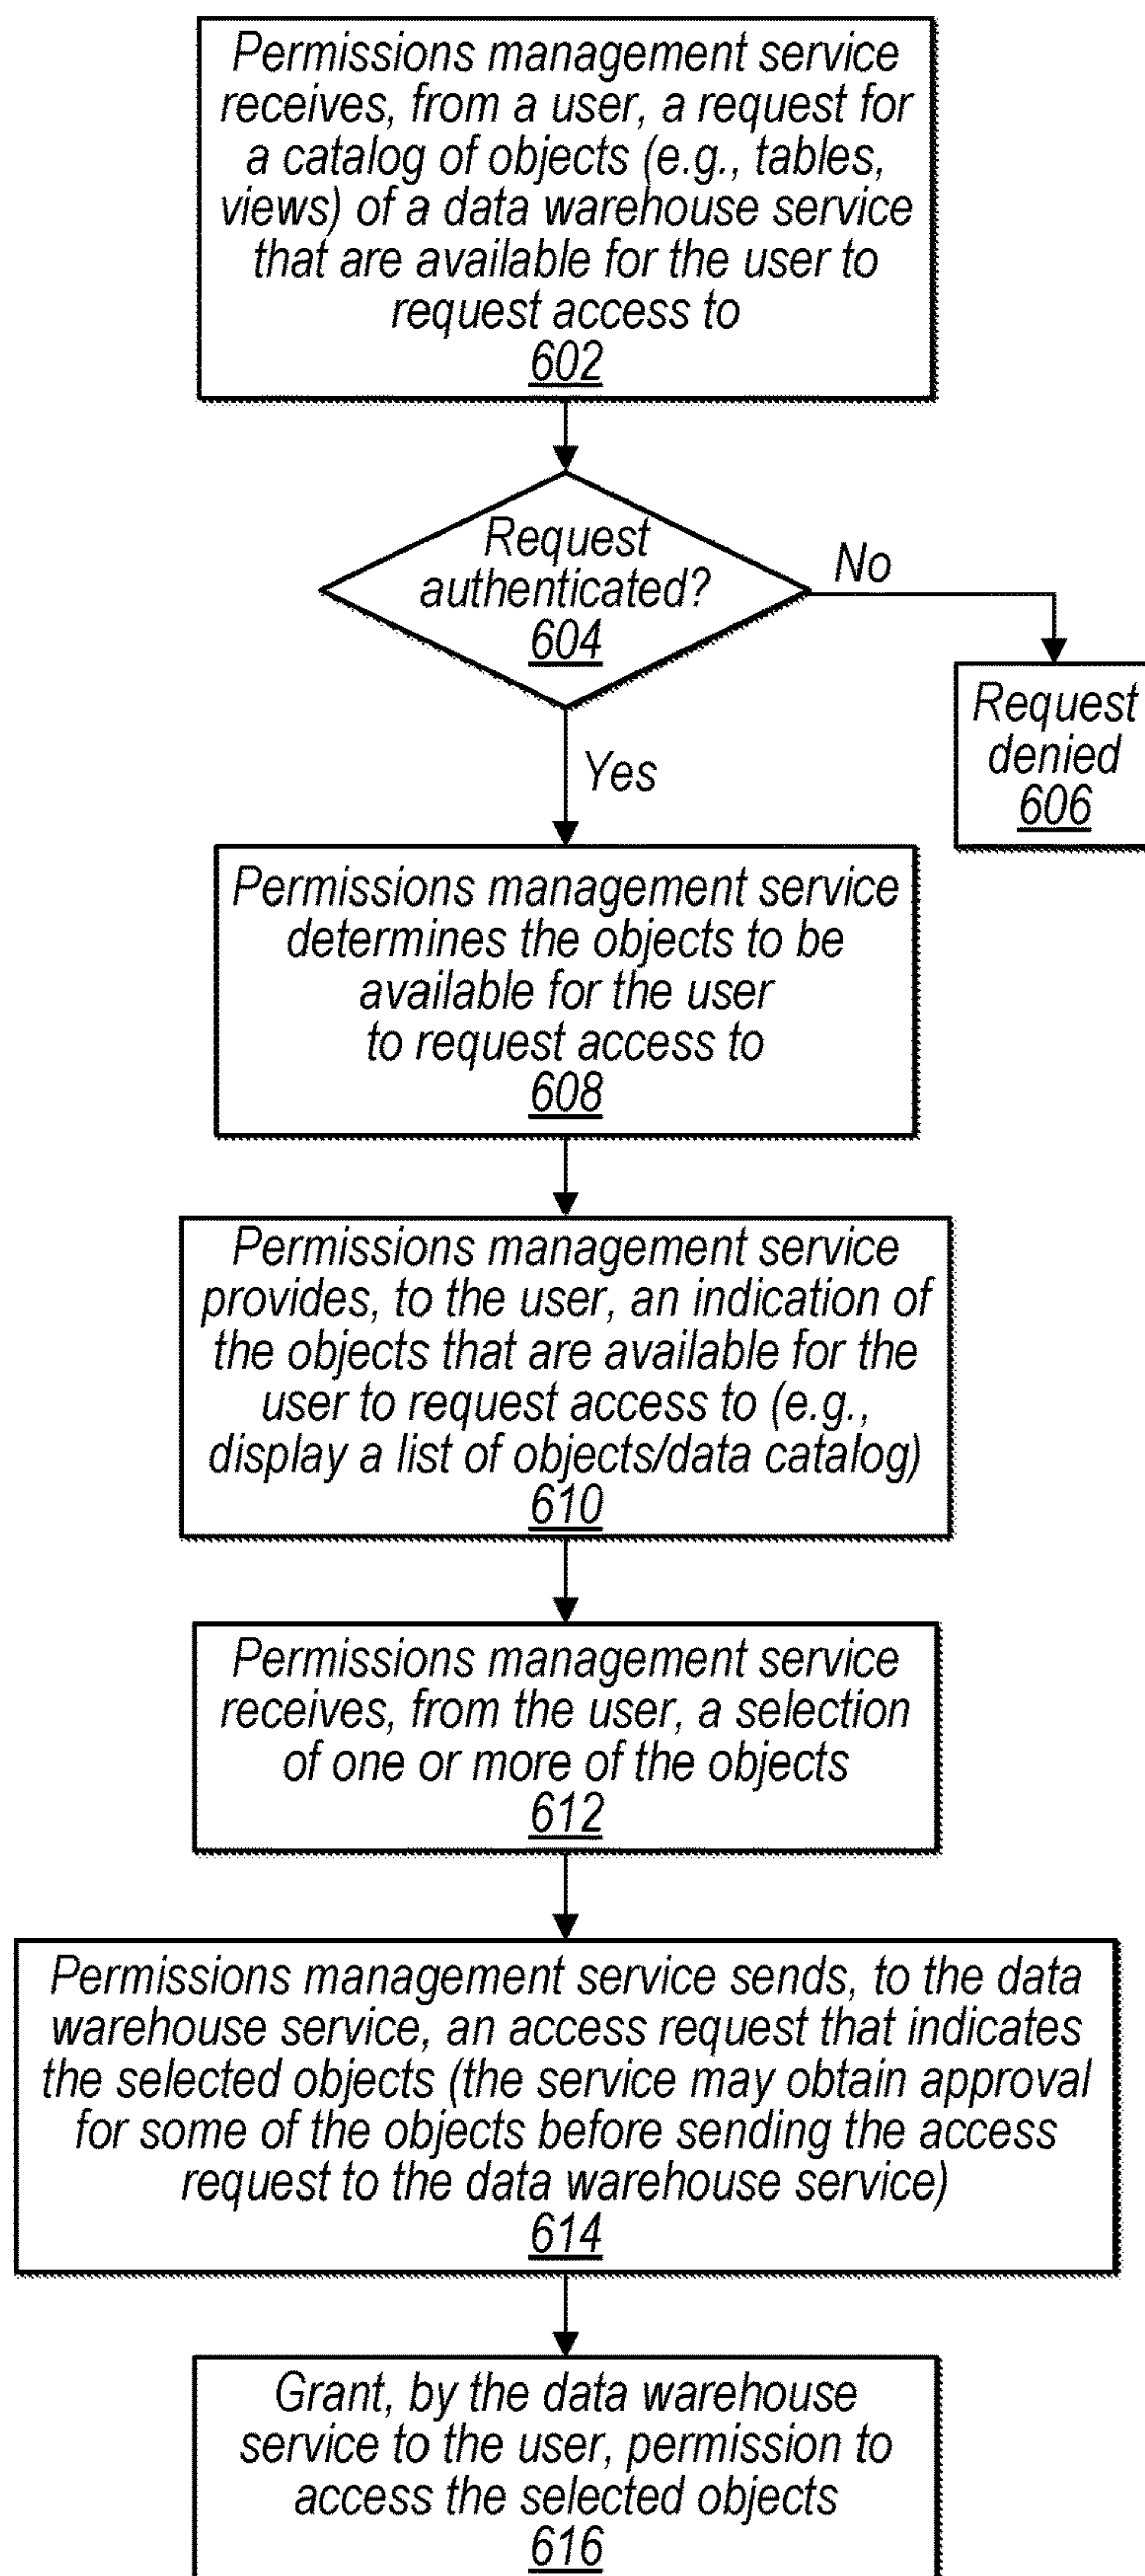 Permissions management service
receives, from a user, a request for
a catalog of objects (e.g., tables,
views) of a data warehouse service
that are available for the user to
request access to
602
Request
authenticated?
604
No
Request
denied
606
Yes
Permissions management service
determines the objects to be
available for the user
to request access to
608
Permissions management service
provides, to the user, an indication of
the objects that are available for the
user to request access to (e.g.,
display a list of objects/data catalog)
610
Permissions management service
receives, from the user, a selection
of one or more of the objects
612
Permissions management service sends, to the data
warehouse service, an access request that indicates
the selected objects (the service may obtain approval
for some of the objects before sending the access
request to the data warehouse service)
614
Grant, by the data warehouse
service to the user, permission to
access the selected objects
616